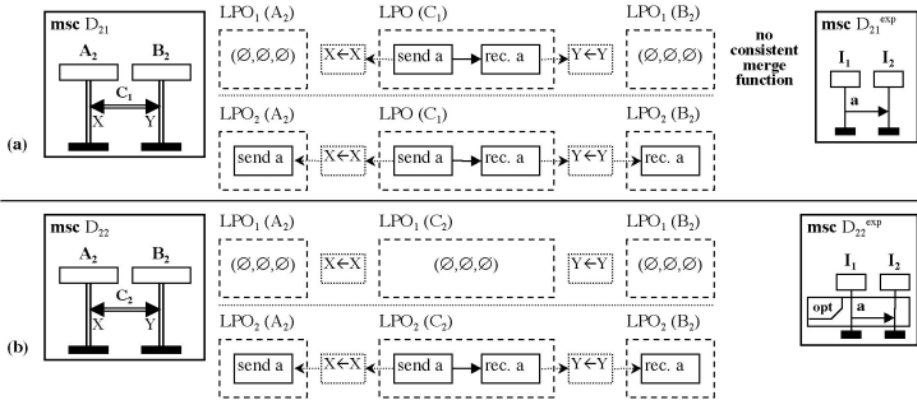 msc D21
A2 B2
C1
X Y
(a)
LPO1 (A2) LPO (C1) LPO1 (B2)
(∅,∅,∅) X←X send a rec. a Y←Y (∅,∅,∅)
no
consistent
merge
function
LPO2 (A2) LPO (C1) LPO2 (B2)
send a X←X send a rec. a Y←Y rec. a
msc D21exp
I1 I2
a
msc D22
A2 B2
C2
X Y
(b)
LPO1 (A2) LPO1 (C2) LPO1 (B2)
(∅,∅,∅) X←X (∅,∅,∅) Y←Y (∅,∅,∅)
LPO2 (A2) LPO2 (C2) LPO2 (B2)
send a X←X send a rec. a Y←Y rec. a
msc D22exp
I1 I2
opt a